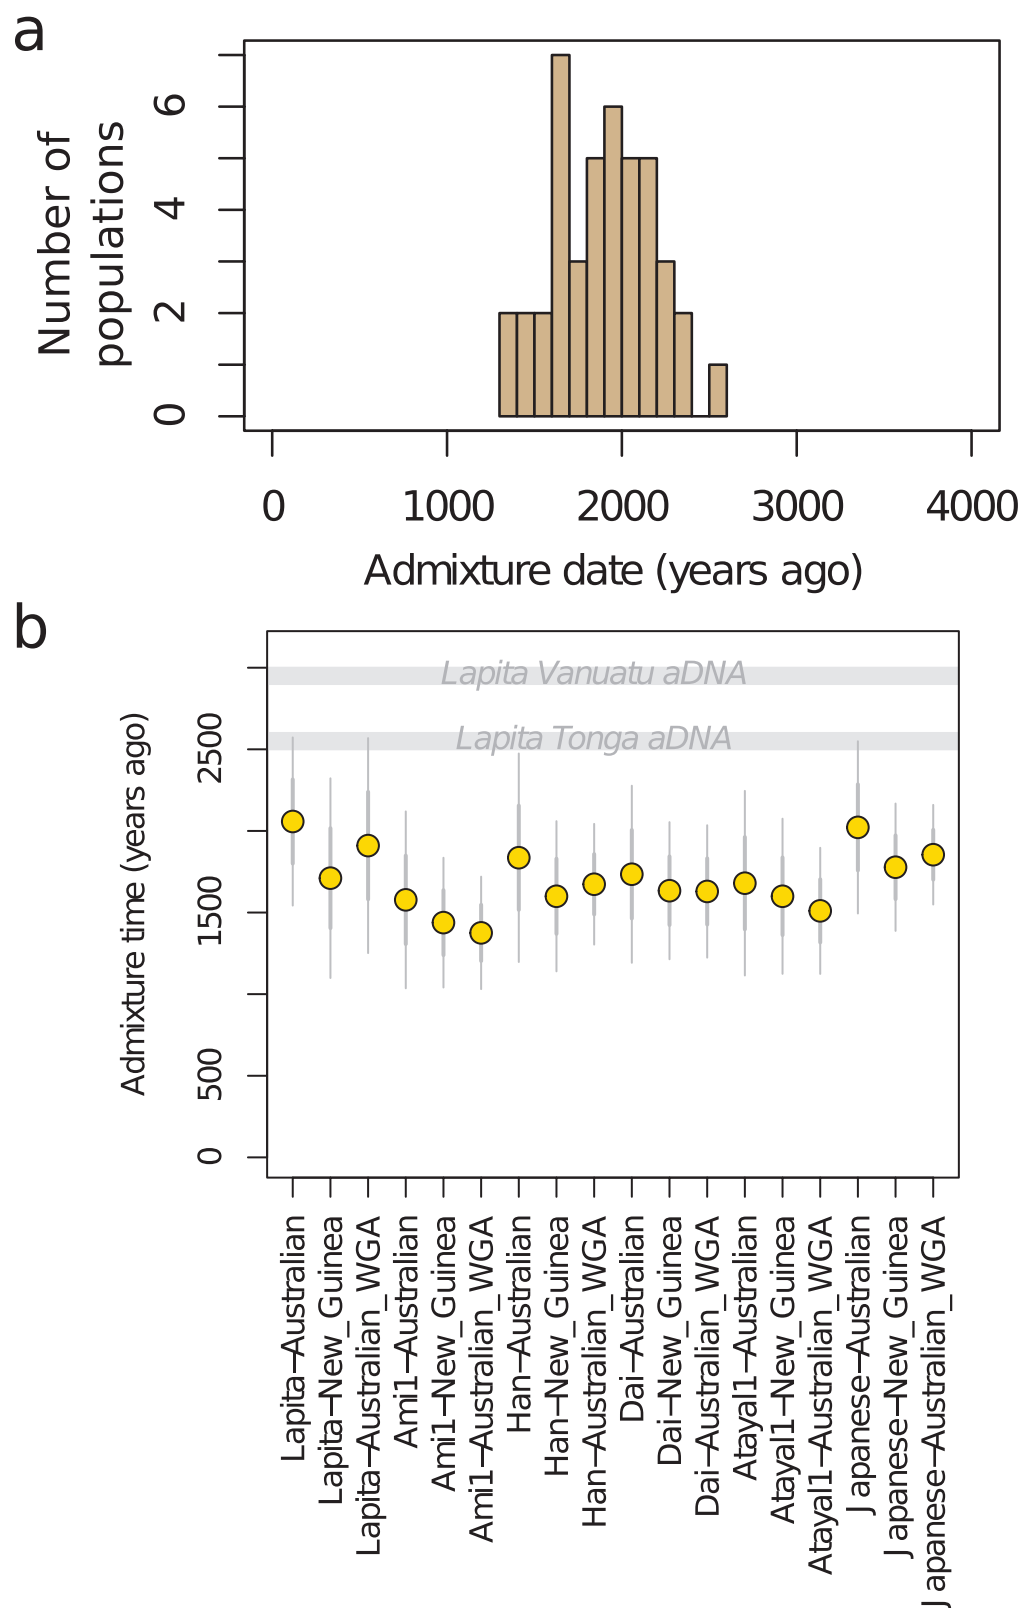 a
Number of
populations
0
2
4
6
0 1000 2000 3000 4000
Admixture date (years ago)
b
Admixture time (years ago)
0
500
1500
2500
Lapita Vanuatu aDNA
Lapita Tonga aDNA
Lapita−Australian
Lapita−New_Guinea
Lapita−Australian_WGA
Ami1−Australian
Ami1−New_Guinea
Ami1−Australian_WGA
Han−Australian
Han−New_Guinea
Han−Australian_WGA
Dai−Australian
Dai−New_Guinea
Dai−Australian_WGA
Atayal1−Australian
Atayal1−New_Guinea
Atayal1−Australian_WGA
Japanese−Australian
Japanese−New_Guinea
Japanese−Australian_WGA